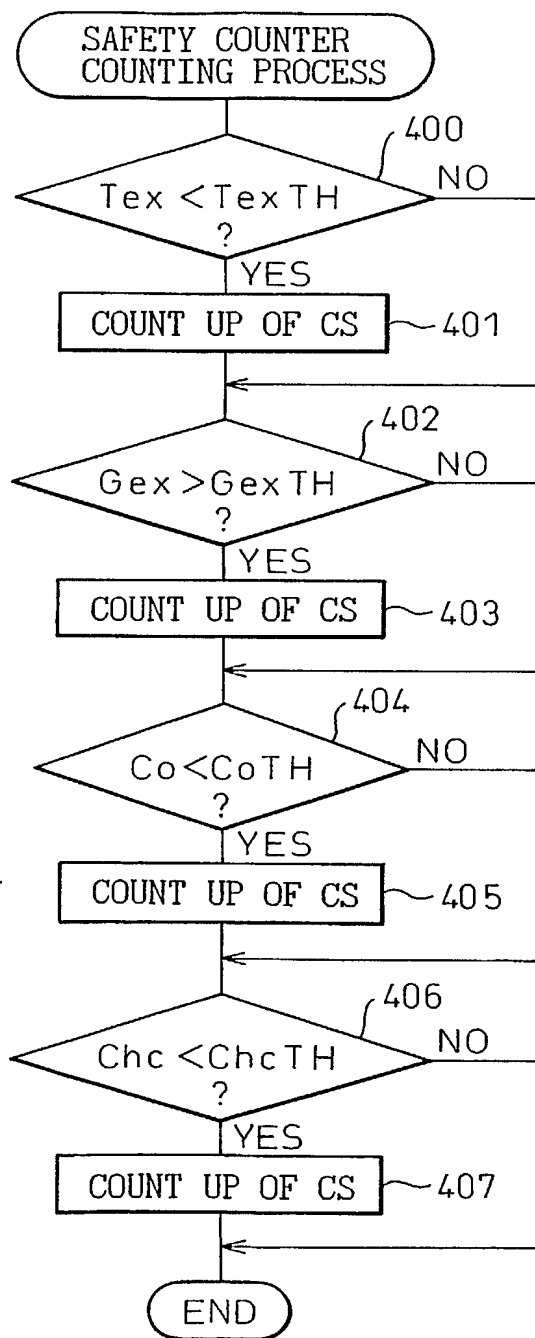 SAFETY COUNTER
COUNTING PROCESS
400
Tex <Tex TH
?
NO
YES
COUNT UP OF CS
401
402
Gex >Gex TH
?
NO
YES
COUNT UP OF CS
403
404
Co<CoTH
?
NO
YES
COUNT UP OF CS
405
406
Chc <ChcTH
?
NO
YES
COUNT UP OF CS
407
END